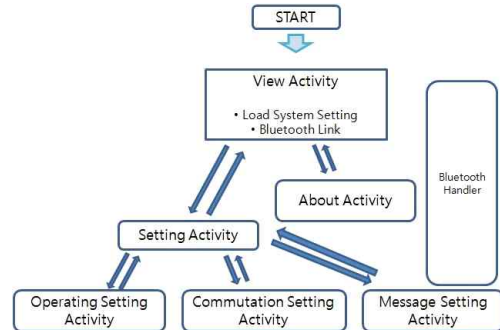 START
View Activity
• Load System Setting
• Bluetooth Link
Bluetooth
Handler
About Activity
Setting Activity
Operating Setting
Activity
Commutation Setting
Activity
Message Setting
Activity